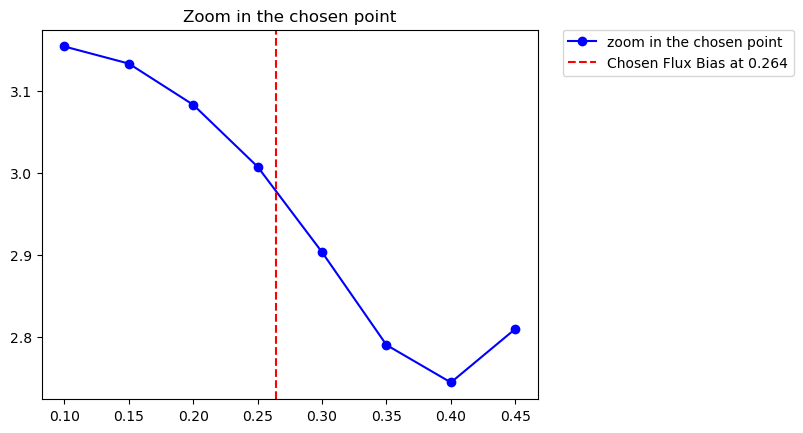 Zoom in the chosen point
zoom in the chosen point
Chosen Flux Bias at 0.264
3.1
3.0
2.9
2.8
0.10 0.15 0.20 0.25 0.30 0.35 0.40 0.45